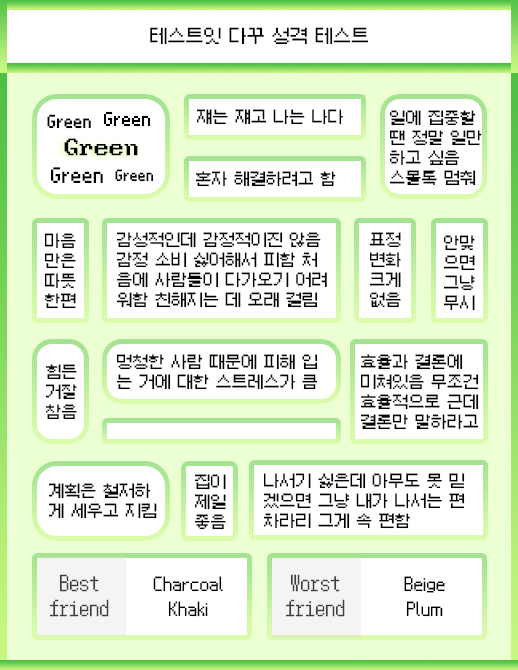 테스트잇 다꾸 성격 테스트
Green Green
Green
Green Green
쟤는 쟤고 나는 나다
혼자 해결하려고 함
일에 집중할
땐 정말 일만
하고 싶음
스몰톡 멈춰
마음
만은
따뜻
한편
감성적인데 감정적이진 않음
감정 소비 싫어해서 피함 처
음에 사람들이 다가오기 어려
워함 친해지는 데 오래 걸림
표정
변화
크게
없음
안맞
으면
그냥
무시
힘든
거잘
참음
멍청한 사람 때문에 피해 입
는 거에 대한 스트레스가 큼
효율과 결론에
미쳐있음 무조건
효율적으로 근데
결론만 말하라고
계획은 철저하
게 세우고 지킴
집이
제일
좋음
나서기 싫은데 아무도 못 믿
겠으면 그냥 내가 나서는 편
차라리 그게 속 편함
Best
friend
Charcoal
Khaki
Worst
friend
Beige
Plum